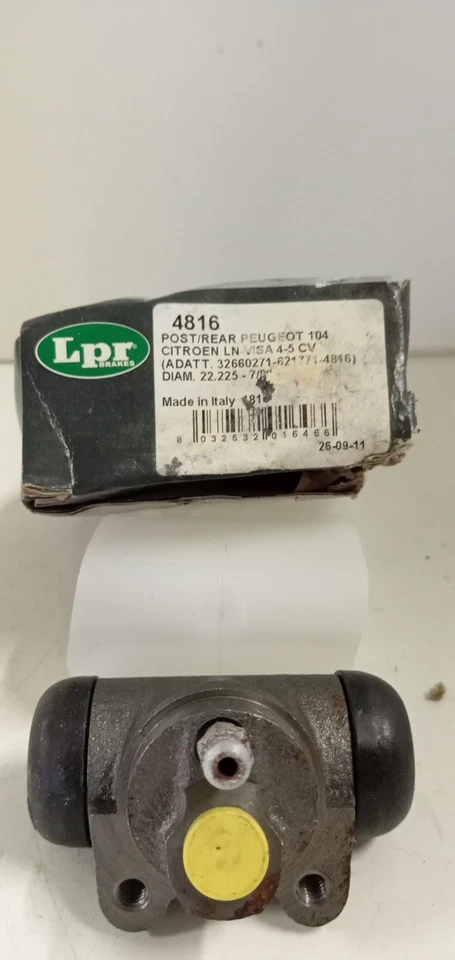 Lpr
BRAKES
4816
POST/REAR PEUGEOT 104
CITROEN LN-VISA 4-5 CV
(ADATT. 32660271-621771-4816)
DIAM. 22.225 - 7/8"
Made in Italy
8 032532 016466
26-09-11